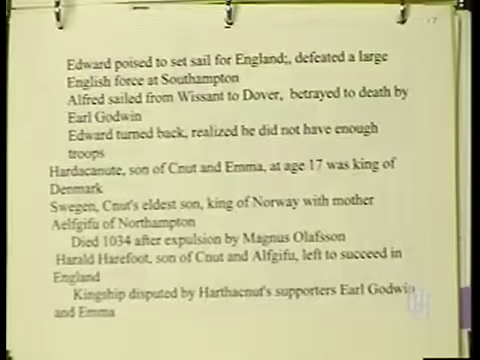 17
Edward poised to set sail for England;, defeated a large
English force at Southampton
Alfred sailed from Wissant to Dover, betrayed to death by
Earl Godwin
Edward turned back, realized he did not have enough
troops
Hardacanute, son of Cnut and Emma, at age 17 was king of
Denmark
Swegen, Cnut's eldest son, king of Norway with mother
Aelfgifu of Northampton
Died 1034 after expulsion by Magnus Olafsson
Harald Harefoot, son of Cnut and Alfgifu, left to succeed in
England
Kingship disputed by Harthacnut's supporters Earl Godwin
and Emma